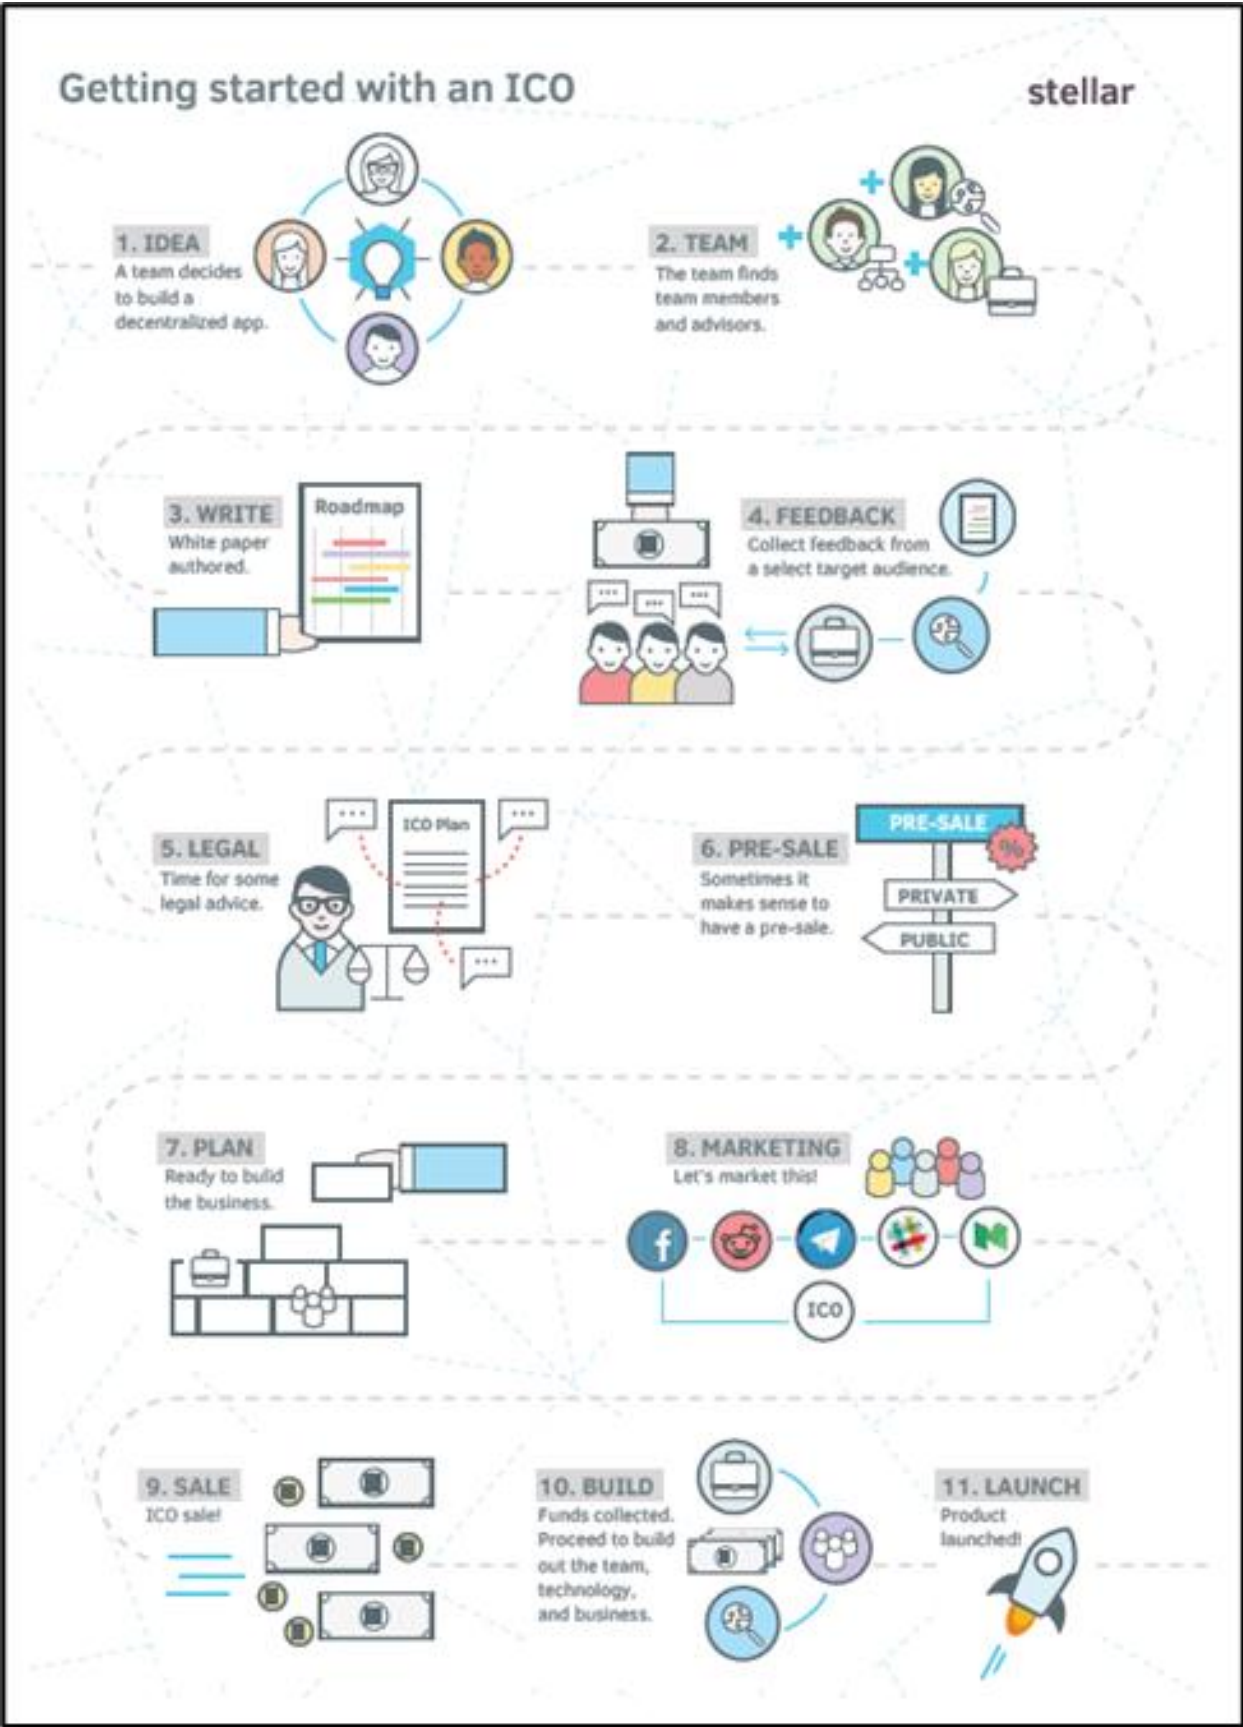 Getting started with an ICO
stellar
1. IDEA
A team decides
to build a
decentralized app.
2. TEAM
The team finds
team members
and advisors.
3. WRITE
White paper
authored.
Roadmap
4. FEEDBACK
Collect feedback from
a select target audience.
5. LEGAL
Time for some
legal advice.
ICO Plan
6. PRE-SALE
Sometimes it
makes sense to
have a pre-sale.
PRE-SALE
%
PRIVATE
PUBLIC
7. PLAN
Ready to build
the business.
8. MARKETING
Let's market this!
ICO
9. SALE
ICO sale!
10. BUILD
Funds collected.
Proceed to build
out the team,
technology,
and business.
11. LAUNCH
Product
launched!